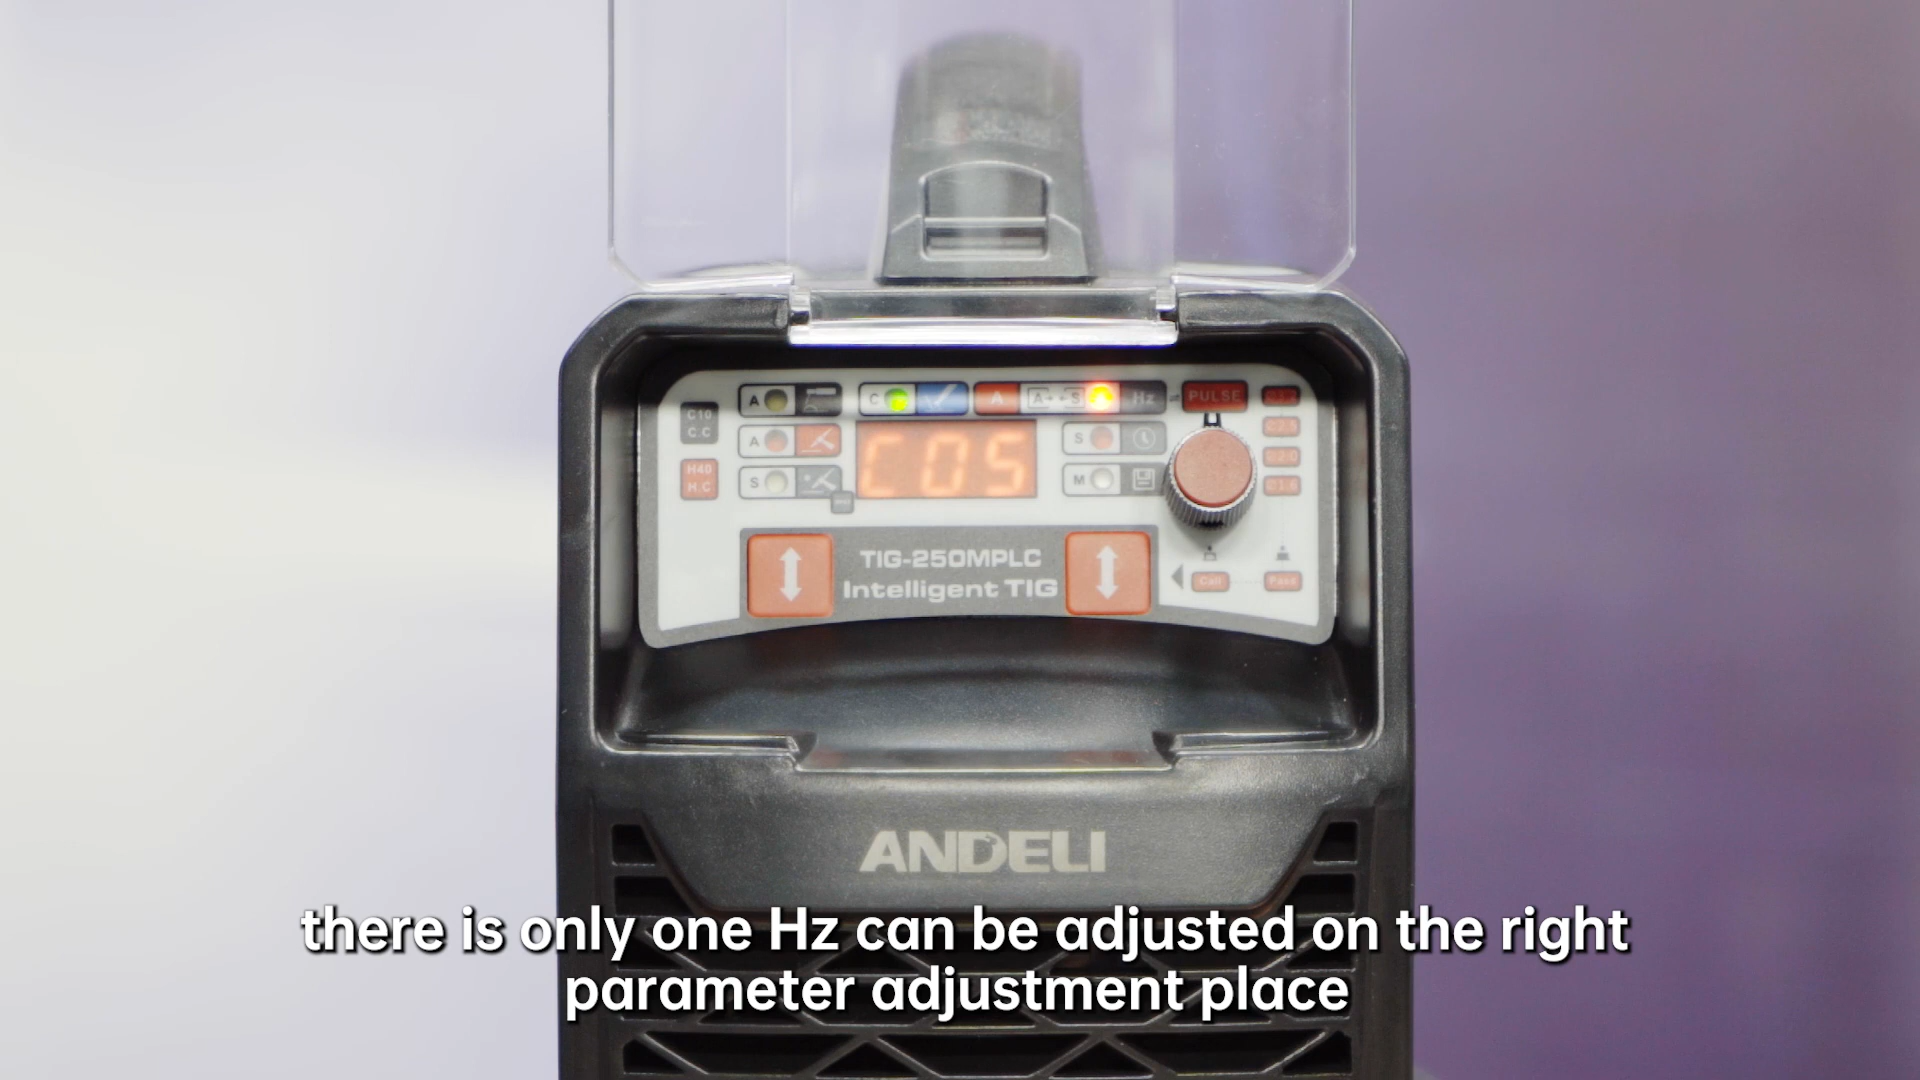 C10
C.C
H40
H.C
A
A
S
C
A
A S
Hz
PULSE
C05
S
M
TIG-250MPLC
Intelligent TIG
Call
Pass
ANDELI
there is only one Hz can be adjusted on the right
parameter adjustment place